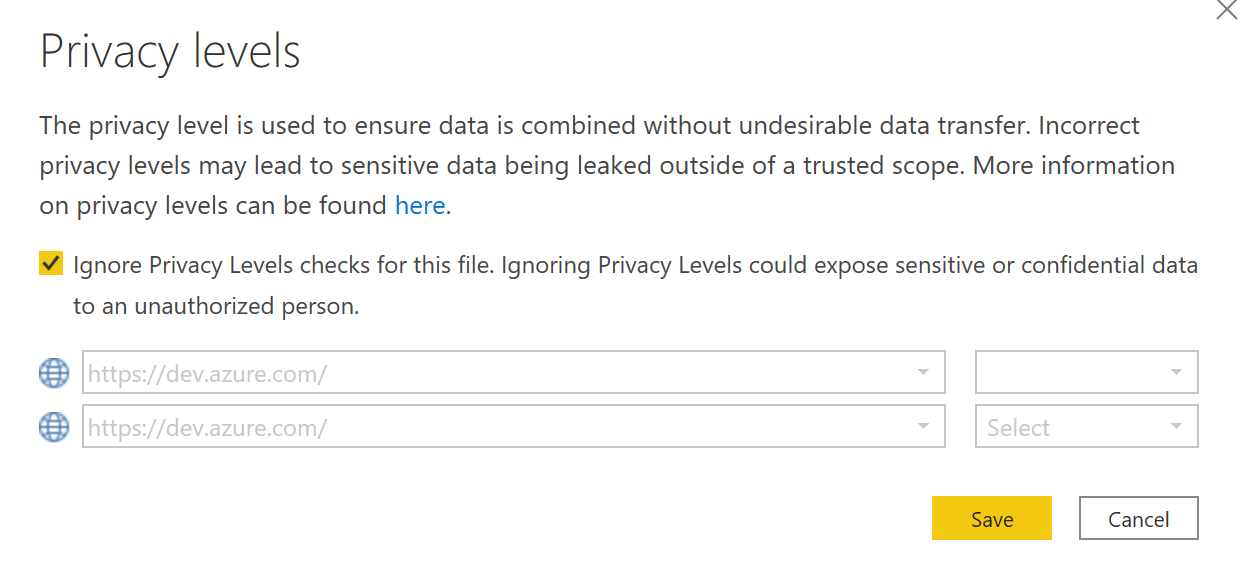 Privacy levels
The privacy level is used to ensure data is combined without undesirable data transfer. Incorrect
privacy levels may lead to sensitive data being leaked outside of a trusted scope. More information
on privacy levels can be found here.
Ignore Privacy Levels checks for this file. Ignoring Privacy Levels could expose sensitive or confidential data
to an unauthorized person.
https://dev.azure.com/
https://dev.azure.com/ Select
Save Cancel